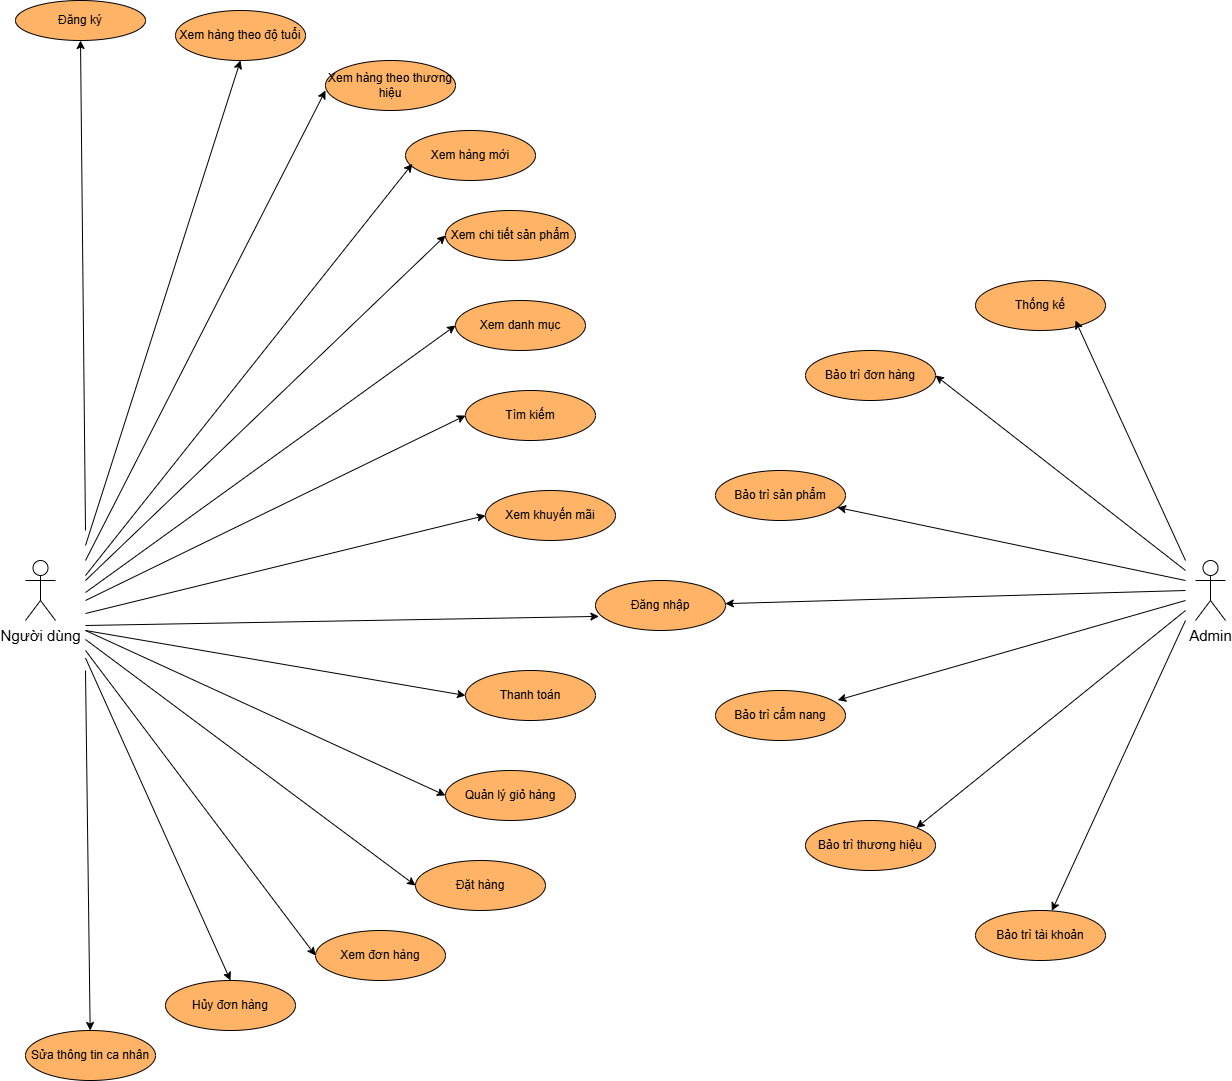 Đăng ký
Xem hàng theo độ tuổi
Xem hàng theo thương
hiệu
Xem hàng mới
Xem chi tiết sản phẩm
Thống kế
Xem danh mục
Bảo trì đơn hàng
Tìm kiếm
Bảo trì sản phẩm
Xem khuyến mãi
Đăng nhập
Người dùng
Admin
Thanh toán
Bảo trì cẩm nang
Quản lý giỏ hàng
Bảo trì thương hiệu
Đặt hàng
Bảo trì tài khoản
Xem đơn hàng
Hủy đơn hàng
Sửa thông tin ca nhân